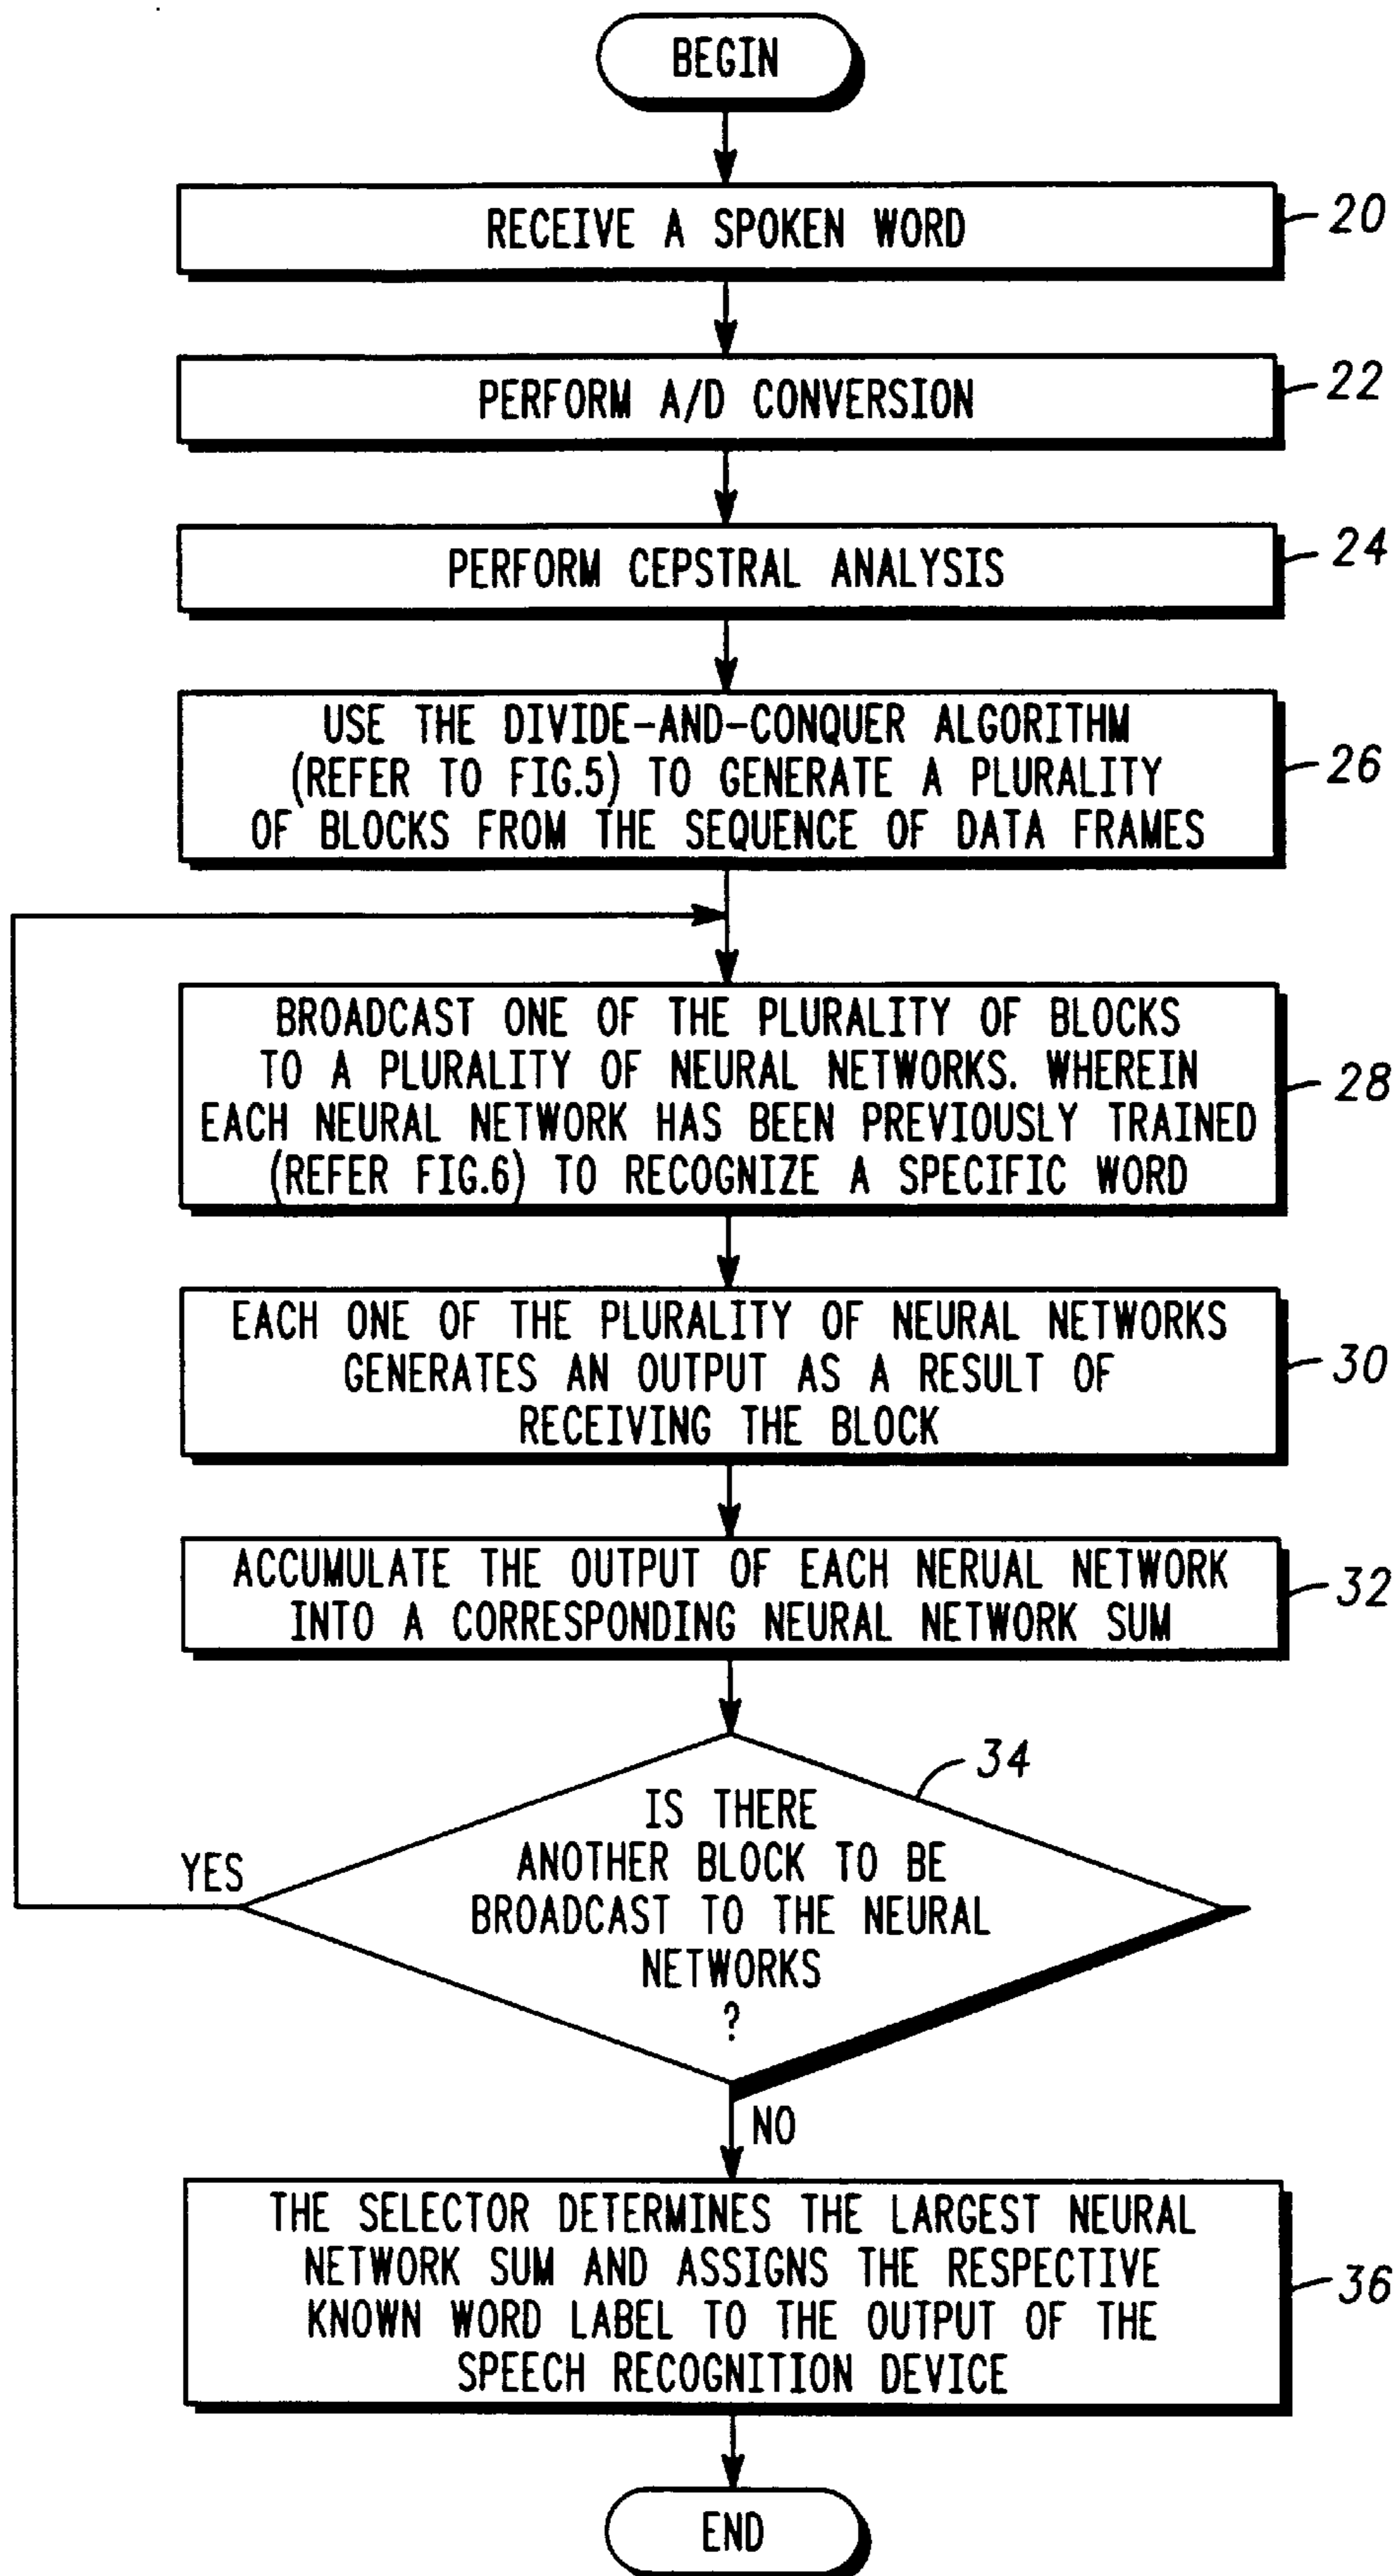 BEGIN
RECEIVE A SPOKEN WORD
20
PERFORM A/D CONVERSION
22
PERFORM CEPSTRAL ANALYSIS
24
USE THE DIVIDE-AND-CONQUER ALGORITHM
(REFER TO FIG.5) TO GENERATE A PLURALITY
OF BLOCKS FROM THE SEQUENCE OF DATA FRAMES
26
BROADCAST ONE OF THE PLURALITY OF BLOCKS
TO A PLURALITY OF NEURAL NETWORKS. WHEREIN
EACH NEURAL NETWORK HAS BEEN PREVIOUSLY TRAINED
(REFER FIG.6) TO RECOGNIZE A SPECIFIC WORD
28
EACH ONE OF THE PLURALITY OF NEURAL NETWORKS
GENERATES AN OUTPUT AS A RESULT OF
RECEIVING THE BLOCK
30
ACCUMULATE THE OUTPUT OF EACH NERUAL NETWORK
INTO A CORRESPONDING NEURAL NETWORK SUM
32
34
IS THERE
ANOTHER BLOCK TO BE
BROADCAST TO THE NEURAL
NETWORKS
?
YES
NO
THE SELECTOR DETERMINES THE LARGEST NEURAL
NETWORK SUM AND ASSIGNS THE RESPECTIVE
KNOWN WORD LABEL TO THE OUTPUT OF THE
SPEECH RECOGNITION DEVICE
36
END